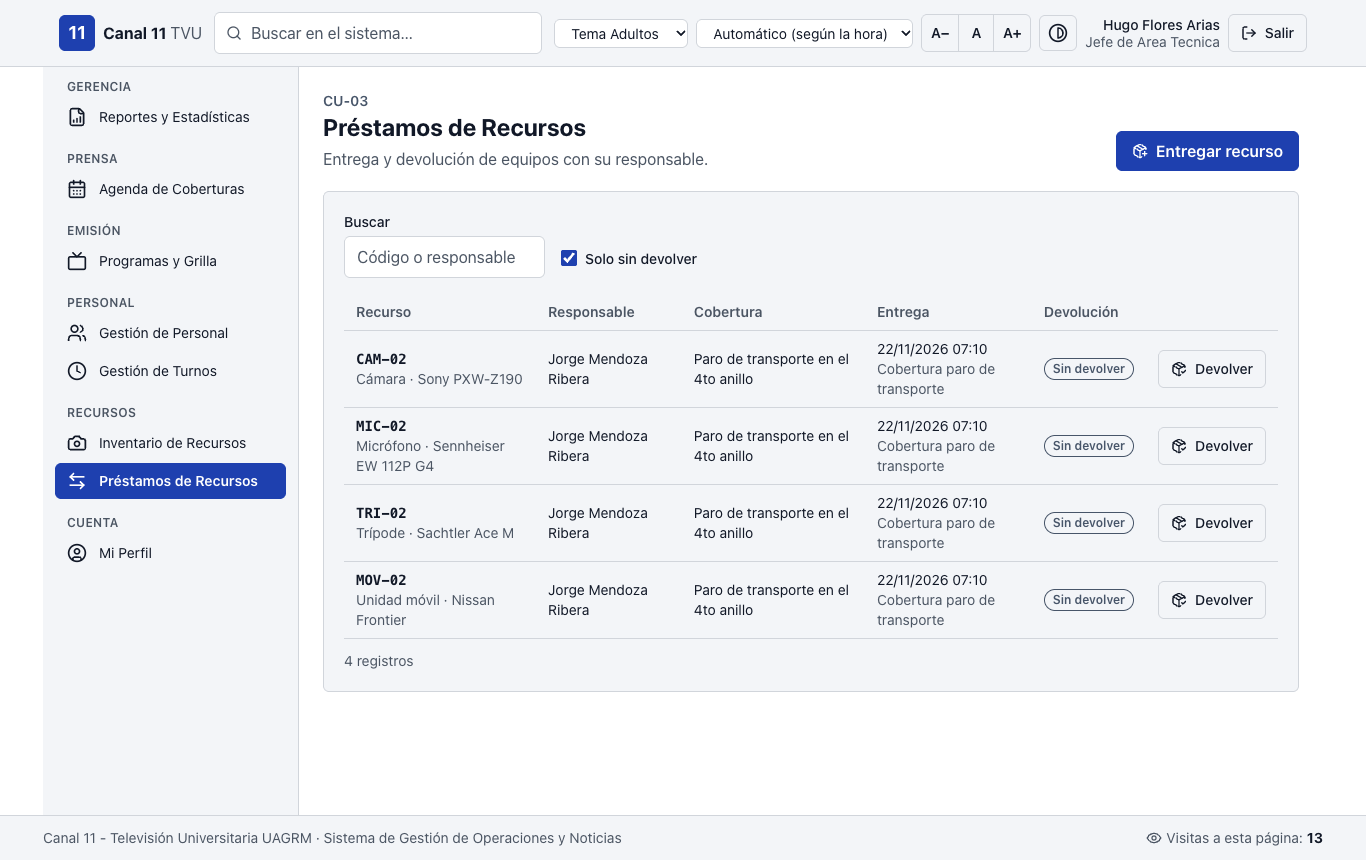 11 Canal 11 TVU
Buscar en el sistema...
Tema Adultos
Automático (según la hora)
A− A A+
Hugo Flores Arias
Jefe de Area Tecnica
Salir
GERENCIA
Reportes y Estadísticas
PRENSA
Agenda de Coberturas
EMISIÓN
Programas y Grilla
PERSONAL
Gestión de Personal
Gestión de Turnos
RECURSOS
Inventario de Recursos
Préstamos de Recursos
CUENTA
Mi Perfil
CU-03
Préstamos de Recursos
Entrega y devolución de equipos con su responsable.
Entregar recurso
Buscar
Código o responsable
Solo sin devolver
Recurso Responsable Cobertura Entrega Devolución
CAM-02
Cámara · Sony PXW-Z190
Jorge Mendoza
Ribera
Paro de transporte en el
4to anillo
22/11/2026 07:10
Cobertura paro de
transporte
Sin devolver
Devolver
MIC-02
Micrófono · Sennheiser
EW 112P G4
Jorge Mendoza
Ribera
Paro de transporte en el
4to anillo
22/11/2026 07:10
Cobertura paro de
transporte
Sin devolver
Devolver
TRI-02
Trípode · Sachtler Ace M
Jorge Mendoza
Ribera
Paro de transporte en el
4to anillo
22/11/2026 07:10
Cobertura paro de
transporte
Sin devolver
Devolver
MOV-02
Unidad móvil · Nissan
Frontier
Jorge Mendoza
Ribera
Paro de transporte en el
4to anillo
22/11/2026 07:10
Cobertura paro de
transporte
Sin devolver
Devolver
4 registros
Canal 11 - Televisión Universitaria UAGRM · Sistema de Gestión de Operaciones y Noticias
Visitas a esta página: 13